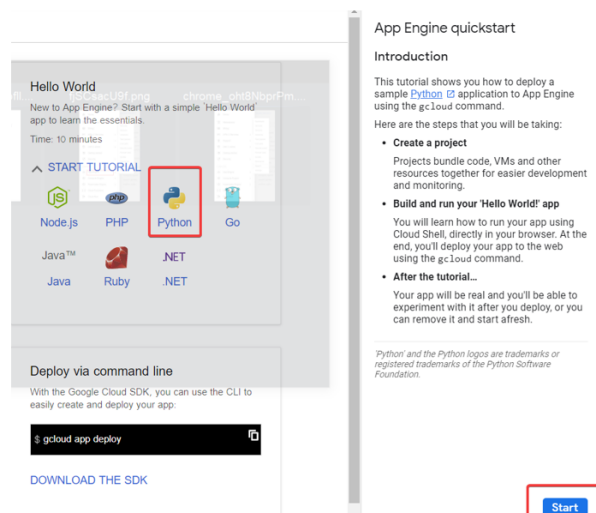 Hello World
fjSCsacU9f.png
chrome_oht9NbprPm....
New to App Engine? Start with a simple 'Hello World'
app to learn the essentials.
Time: 10 minutes
START TUTORIAL
JS
php
Node.js
PHP
Python
Go
Java™
.NET
Java
Ruby
.NET
Deploy via command line
With the Google Cloud SDK, you can use the CLI to
easily create and deploy your app:
$ gcloud app deploy
DOWNLOAD THE SDK
App Engine quickstart
Introduction
This tutorial shows you how to deploy a
sample Python application to App Engine
using the gcloud command.
Here are the steps that you will be taking:
• Create a project
Projects bundle code, VMs and other
resources together for easier development
and monitoring.
• Build and run your 'Hello World!' app
You will learn how to run your app using
Cloud Shell, directly in your browser. At the
end, you'll deploy your app to the web
using the gcloud command.
• After the tutorial...
Your app will be real and you'll be able to
experiment with it after you deploy, or you
can remove it and start afresh.
'Python' and the Python logos are trademarks or
registered trademarks of the Python Software
Foundation.
Start